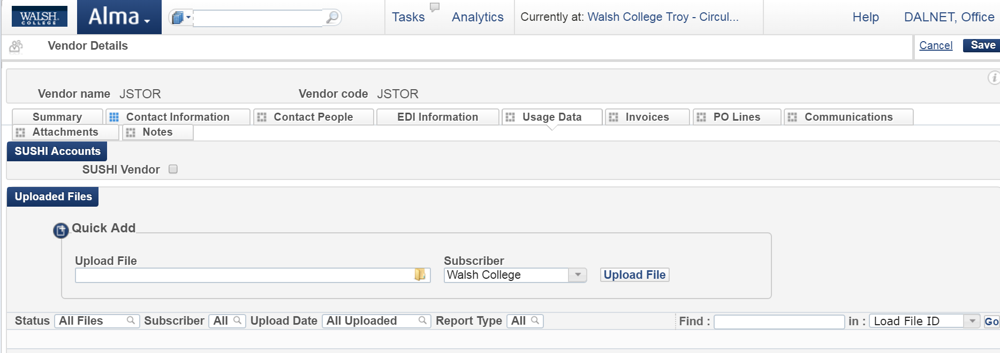 WALSH COLLEGE Alma Tasks Analytics Currently at: Walsh College Troy - Circul... Help DALNET, Office
Vendor Details Cancel Save
Vendor name JSTOR Vendor code JSTOR
Summary Contact Information Contact People EDI Information Usage Data Invoices PO Lines Communications
Attachments Notes
SUSHI Accounts
SUSHI Vendor
Uploaded Files
Quick Add
Upload File Subscriber
Walsh College Upload File
Status All Files Subscriber All Upload Date All Uploaded Report Type All Find : in : Load File ID Go